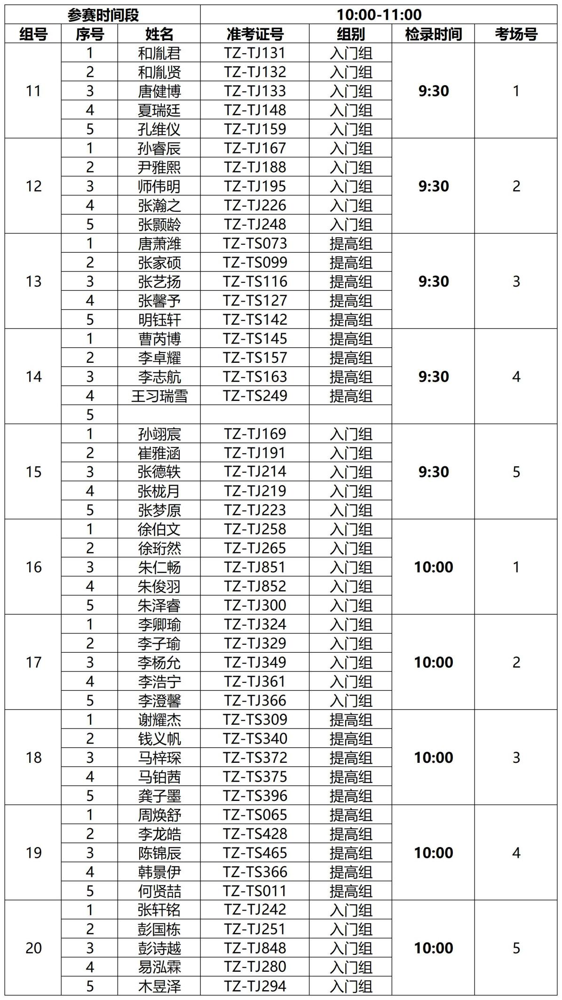 参赛时间段 10:00-11:00
组号 序号 姓名 准考证号 组别 检录时间 考场号
11 1 和胤君 TZ-TJ131 入门组 9:30 1
2 和胤贤 TZ-TJ132 入门组
3 唐健博 TZ-TJ133 入门组
4 夏瑞廷 TZ-TJ148 入门组
5 孔维仪 TZ-TJ159 入门组
12 1 孙睿辰 TZ-TJ167 入门组 9:30 2
2 尹雅熙 TZ-TJ188 入门组
3 师伟明 TZ-TJ195 入门组
4 张瀚之 TZ-TJ226 入门组
5 张颢龄 TZ-TJ248 入门组
13 1 唐萧潍 TZ-TS073 提高组 9:30 3
2 张家硕 TZ-TS099 提高组
3 张艺扬 TZ-TS116 提高组
4 张馨予 TZ-TS127 提高组
5 明钰轩 TZ-TS142 提高组
14 1 曹芮博 TZ-TS145 提高组 9:30 4
2 李卓耀 TZ-TS157 提高组
3 李志航 TZ-TS163 提高组
4 王习瑞雪 TZ-TS249 提高组
5
15 1 孙翊宸 TZ-TJ169 入门组 9:30 5
2 崔雅涵 TZ-TJ191 入门组
3 张德轶 TZ-TJ214 入门组
4 张栊月 TZ-TJ219 入门组
5 张梦原 TZ-TJ223 入门组
16 1 徐伯文 TZ-TJ258 入门组 10:00 1
2 徐珩然 TZ-TJ265 入门组
3 朱仁畅 TZ-TJ851 入门组
4 朱俊羽 TZ-TJ852 入门组
5 朱泽睿 TZ-TJ300 入门组
17 1 李卿瑜 TZ-TJ324 入门组 10:00 2
2 李子瑜 TZ-TJ329 入门组
3 李杨允 TZ-TJ349 入门组
4 李浩宁 TZ-TJ361 入门组
5 李澄馨 TZ-TJ366 入门组
18 1 谢耀杰 TZ-TS309 提高组 10:00 3
2 钱义帆 TZ-TS340 提高组
3 马梓琛 TZ-TS372 提高组
4 马铂茜 TZ-TS375 提高组
5 龚子墨 TZ-TS396 提高组
19 1 周焕舒 TZ-TS065 提高组 10:00 4
2 李龙皓 TZ-TS428 提高组
3 陈锦辰 TZ-TS465 提高组
4 韩景伊 TZ-TS366 提高组
5 何贤喆 TZ-TS011 提高组
20 1 张轩铭 TZ-TJ242 入门组 10:00 5
2 彭国栋 TZ-TJ251 入门组
3 彭诗越 TZ-TJ848 入门组
4 易泓霖 TZ-TJ280 入门组
5 木昱泽 TZ-TJ294 入门组